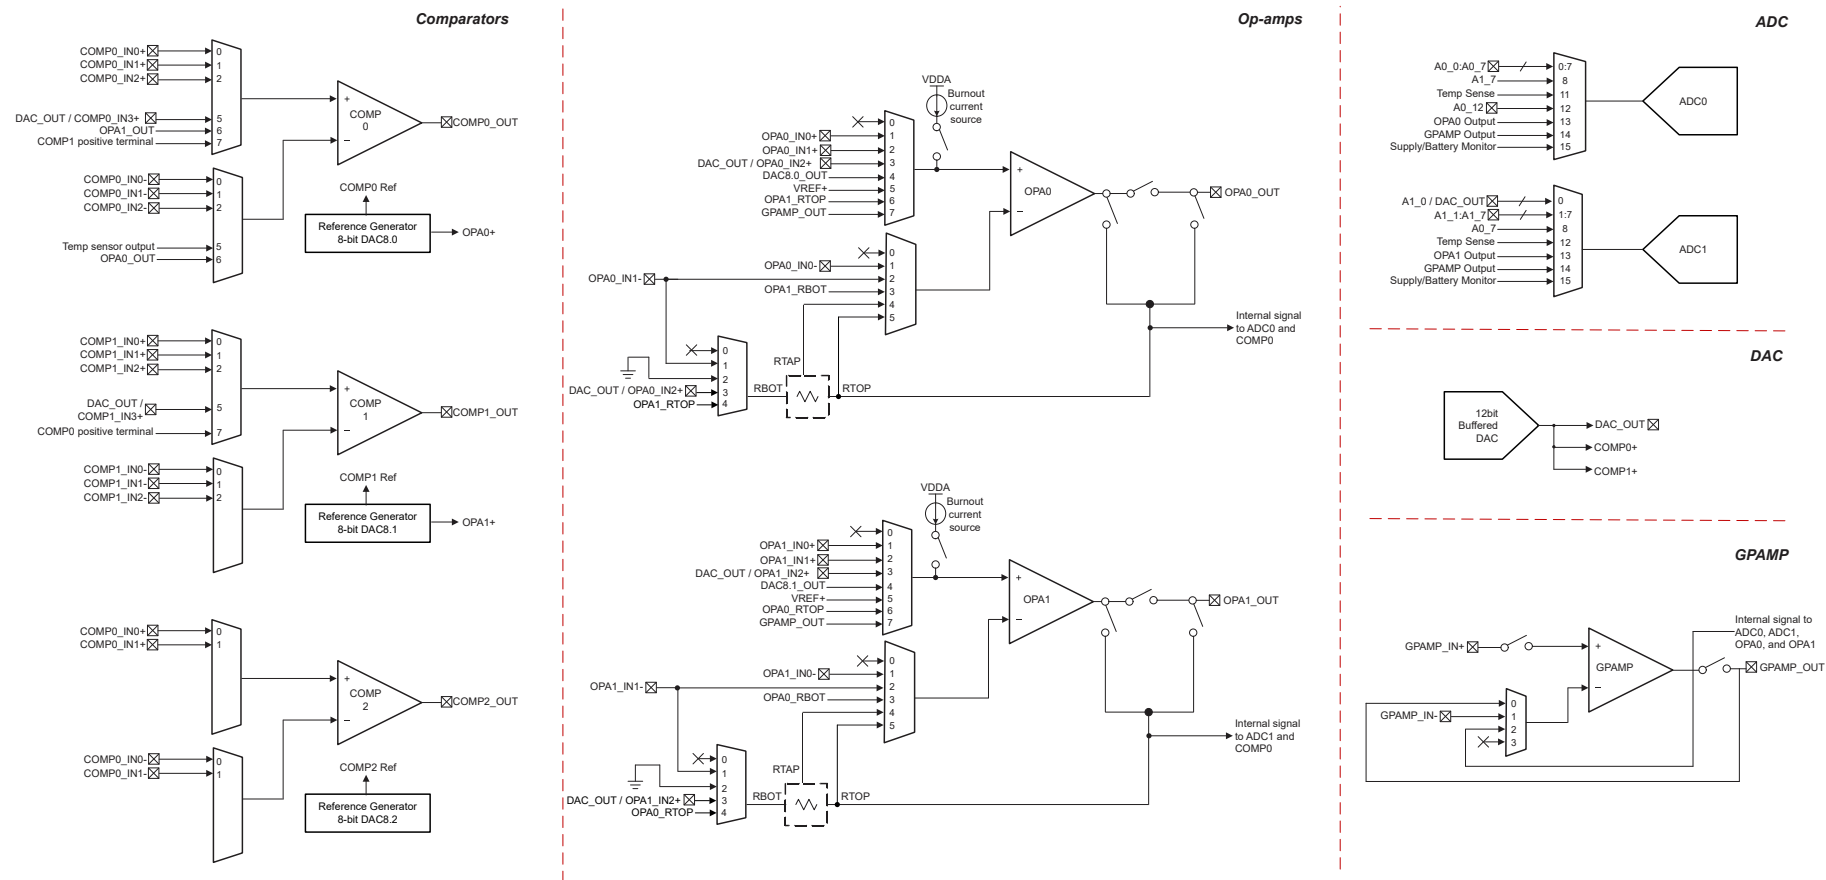 Comparators
COMP0_IN0+
COMP0_IN1+
COMP0_IN2+
DAC_OUT / COMP0_IN3+
OPA1_OUT
COMP1 positive terminal
0
1
2
5
6
7
COMP0_IN0-
COMP0_IN1-
COMP0_IN2-
Temp sensor output
OPA0_OUT
0
1
2
5
6
+
COMP
0
−
COMP0_OUT
COMP0 Ref
Reference Generator
8-bit DAC8.0
OPA0+
COMP1_IN0+
COMP1_IN1+
COMP1_IN2+
DAC_OUT /
COMP1_IN3+
COMP0 positive terminal
0
1
2
5
7
COMP1_IN0-
COMP1_IN1-
COMP1_IN2-
0
1
2
+
COMP
1
−
COMP1_OUT
COMP1 Ref
Reference Generator
8-bit DAC8.1
OPA1+
COMP0_IN0+
COMP0_IN1+
0
1
COMP0_IN0-
COMP0_IN1-
0
1
+
COMP
2
−
COMP2_OUT
COMP2 Ref
Reference Generator
8-bit DAC8.2
Op-amps
VDDA
Burnout
current
source
OPA0_IN0+
OPA0_IN1+
DAC_OUT / OPA0_IN2+
DAC8.0_OUT
VREF+
OPA1_RTOP
GPAMP_OUT
0
1
2
3
4
5
6
7
+
OPA0
−
OPA0_OUT
OPA0_IN0-
OPA0_IN1-
OPA1_RBOT
0
1
2
3
4
5
Internal signal
to ADC0 and
COMP0
DAC_OUT / OPA0_IN2+
OPA1_RTOP
0
1
2
3
4
RTAP
RBOT
RTOP
VDDA
Burnout
current
source
OPA1_IN0+
OPA1_IN1+
DAC_OUT / OPA1_IN2+
DAC8.1_OUT
VREF+
OPA0_RTOP
GPAMP_OUT
0
1
2
3
4
5
6
7
+
OPA1
−
OPA1_OUT
OPA1_IN0-
OPA1_IN1-
OPA0_RBOT
0
1
2
3
4
5
Internal signal
to ADC1 and
COMP0
DAC_OUT / OPA1_IN2+
OPA0_RTOP
0
1
2
3
4
RTAP
RBOT
RTOP
ADC
A0_0:A0_7
A1_7
Temp Sense
A0_12
OPA0 Output
GPAMP Output
Supply/Battery Monitor
0:7
8
11
12
13
14
15
ADC0
A1_0 / DAC_OUT
A1_1:A1_7
A0_7
Temp Sense
OPA1 Output
GPAMP Output
Supply/Battery Monitor
0
1:7
8
12
13
14
15
ADC1
DAC
12bit
Buffered
DAC
DAC_OUT
COMP0+
COMP1+
GPAMP
Internal signal to
ADC0, ADC1,
OPA0, and OPA1
GPAMP_IN+
+
GPAMP
−
GPAMP_OUT
GPAMP_IN-
0
1
2
3